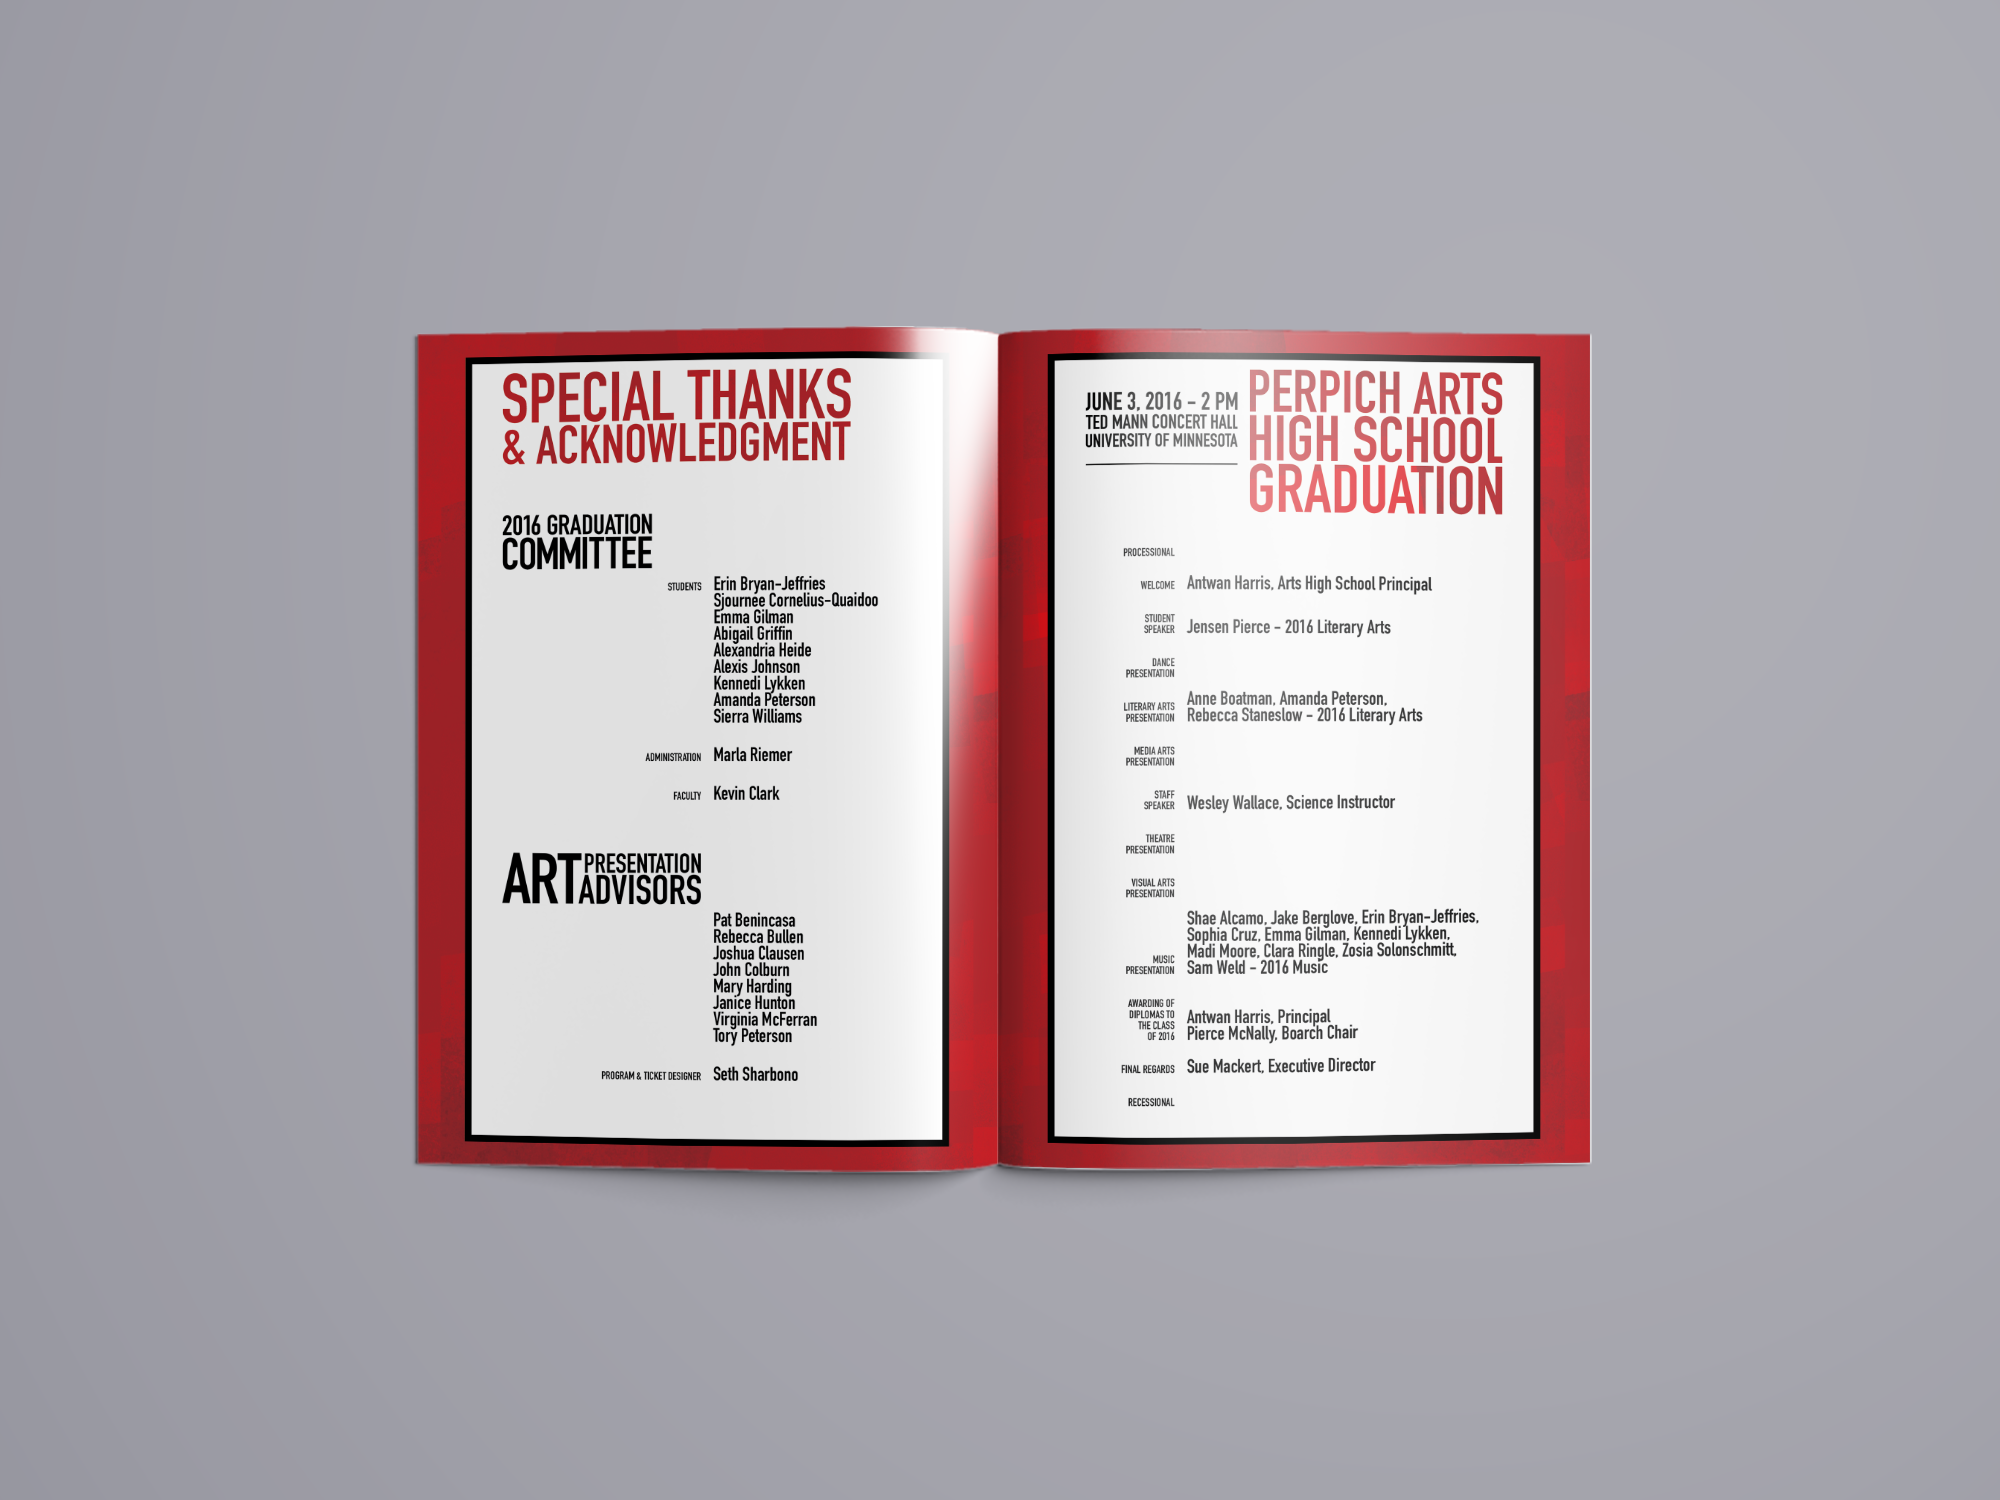 SPECIAL THANKS
& ACKNOWLEDGMENT
2016 GRADUATION
COMMITTEE
STUDENTS Erin Bryan-Jeffries
Sjournee Cornelius-Quaidoo
Emma Gilman
Abigail Griffin
Alexandria Heide
Alexis Johnson
Kennedi Lykken
Amanda Peterson
Sierra Williams
ADMINISTRATION Marla Riemer
FACULTY Kevin Clark
ART PRESENTATION
ADVISORS
Pat Benincasa
Rebecca Bullen
Joshua Clausen
John Colburn
Mary Harding
Janice Hunton
Virginia McFerran
Tory Peterson
PROGRAM & TICKET DESIGNER Seth Sharbono
JUNE 3, 2016 - 2 PM
TED MANN CONCERT HALL
UNIVERSITY OF MINNESOTA
PERPICH ARTS
HIGH SCHOOL
GRADUATION
PROCESSIONAL
WELCOME Antwan Harris, Arts High School Principal
STUDENT
SPEAKER Jensen Pierce - 2016 Literary Arts
DANCE
PRESENTATION
LITERARY ARTS
PRESENTATION
Anne Boatman, Amanda Peterson,
Rebecca Staneslow - 2016 Literary Arts
MEDIA ARTS
PRESENTATION
STAFF
SPEAKER Wesley Wallace, Science Instructor
THEATRE
PRESENTATION
VISUAL ARTS
PRESENTATION
MUSIC
PRESENTATION
Shae Alcamo, Jake Berglove, Erin Bryan-Jeffries,
Sophia Cruz, Emma Gilman, Kennedi Lykken,
Madi Moore, Clara Ringle, Zosia Solonschmitt,
Sam Weld - 2016 Music
AWARDING OF
DIPLOMAS TO
THE CLASS
OF 2016
Antwan Harris, Principal
Pierce McNally, Boarch Chair
FINAL REGARDS Sue Mackert, Executive Director
RECESSIONAL